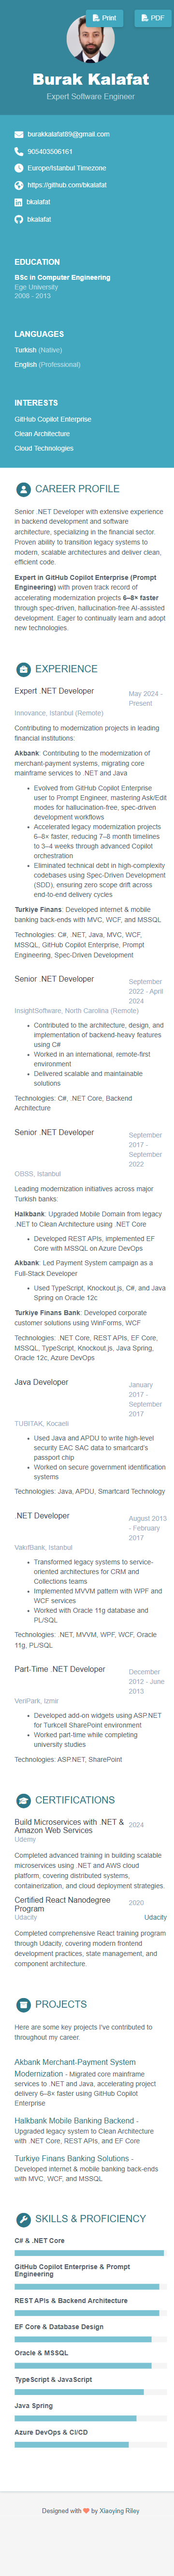 Print
PDF
Burak Kalafat
Expert Software Engineer
burakkalafat89@gmail.com
905403506161
Europe/Istanbul Timezone
https://github.com/bkalafat
bkalafat
bkalafat
EDUCATION
BSc in Computer Engineering
Ege University
2008 - 2013
LANGUAGES
Turkish (Native)
English (Professional)
INTERESTS
GitHub Copilot Enterprise
Clean Architecture
Cloud Technologies
CAREER PROFILE
Senior .NET Developer with extensive experience
in backend development and software
architecture, specializing in the financial sector.
Proven ability to transition legacy systems to
modern, scalable architectures and deliver clean,
efficient code.
Expert in GitHub Copilot Enterprise (Prompt
Engineering) with proven track record of
accelerating modernization projects 6–8× faster
through spec-driven, hallucination-free AI-assisted
development. Eager to continually learn and adopt
new technologies.
EXPERIENCE
Expert .NET Developer
May 2024 -
Present
Innovance, Istanbul (Remote)
Contributing to modernization projects in leading
financial institutions:
Akbank: Contributing to the modernization of
merchant-payment systems, migrating core
mainframe services to .NET and Java
• Evolved from GitHub Copilot Enterprise
user to Prompt Engineer, mastering Ask/Edit
modes for hallucination-free, spec-driven
development workflows
• Accelerated legacy modernization projects
6–8× faster, reducing 7–8 month timelines
to 3–4 weeks through advanced Copilot
orchestration
• Eliminated technical debt in high-complexity
codebases using Spec-Driven Development
(SDD), ensuring zero scope drift across
end-to-end delivery cycles
Turkiye Finans: Developed internet & mobile
banking back-ends with MVC, WCF, and MSSQL
Technologies: C#, .NET, Java, MVC, WCF,
MSSQL, GitHub Copilot Enterprise, Prompt
Engineering, Spec-Driven Development
Senior .NET Developer
September
2022 - April
2024
InsightSoftware, North Carolina (Remote)
• Contributed to the architecture, design, and
implementation of backend-heavy features
using C#
• Worked in an international, remote-first
environment
• Delivered scalable and maintainable
solutions
Technologies: C#, .NET Core, Backend
Architecture
Senior .NET Developer
September
2017 -
September
2022
OBSS, Istanbul
Leading modernization initiatives across major
Turkish banks:
Halkbank: Upgraded Mobile Domain from legacy
.NET to Clean Architecture using .NET Core
• Developed REST APIs, implemented EF
Core with MSSQL on Azure DevOps
Akbank: Led Payment System campaign as a
Full-Stack Developer
• Used TypeScript, Knockout.js, C#, and Java
Spring on Oracle 12c
Turkiye Finans Bank: Developed corporate
customer solutions using WinForms, WCF
Technologies: .NET Core, REST APIs, EF Core,
MSSQL, TypeScript, Knockout.js, Java Spring,
Oracle 12c, Azure DevOps
Java Developer
January
2017 -
September
2017
TUBITAK, Kocaeli
• Used Java and APDU to write high-level
security EAC SAC data to smartcard's
passport chip
• Worked on secure government identification
systems
Technologies: Java, APDU, Smartcard Technology
.NET Developer
August 2013
- February
2017
VakıfBank, Istanbul
• Transformed legacy systems to service-
oriented architectures for CRM and
Collections teams
• Implemented MVVM pattern with WPF and
WCF services
• Worked with Oracle 11g database and
PL/SQL
Technologies: .NET, MVVM, WPF, WCF, Oracle
11g, PL/SQL
Part-Time .NET Developer
December
2012 - June
2013
VeriPark, Izmir
• Developed add-on widgets using ASP.NET
for Turkcell SharePoint environment
• Worked part-time while completing
university studies
Technologies: ASP.NET, SharePoint
CERTIFICATIONS
Build Microservices with .NET &
Amazon Web Services
2024
Udemy
Completed advanced training in building scalable
microservices using .NET and AWS cloud
platform, covering distributed systems,
containerization, and cloud deployment strategies.
Certified React Nanodegree
Program
2020
Udacity
Udacity
Completed comprehensive React training program
through Udacity, covering modern frontend
development practices, state management, and
component architecture.
PROJECTS
Here are some key projects I've contributed to
throughout my career.
Akbank Merchant-Payment System
Modernization - Migrated core mainframe
services to .NET and Java, accelerating project
delivery 6–8× faster using GitHub Copilot
Enterprise
Halkbank Mobile Banking Backend -
Upgraded legacy system to Clean Architecture
with .NET Core, REST APIs, and EF Core
Turkiye Finans Banking Solutions -
Developed internet & mobile banking back-ends
with MVC, WCF, and MSSQL
SKILLS & PROFICIENCY
C# & .NET Core
GitHub Copilot Enterprise & Prompt
Engineering
REST APIs & Backend Architecture
EF Core & Database Design
Oracle & MSSQL
TypeScript & JavaScript
Java Spring
Azure DevOps & CI/CD
Designed with ❤ by Xiaoying Riley